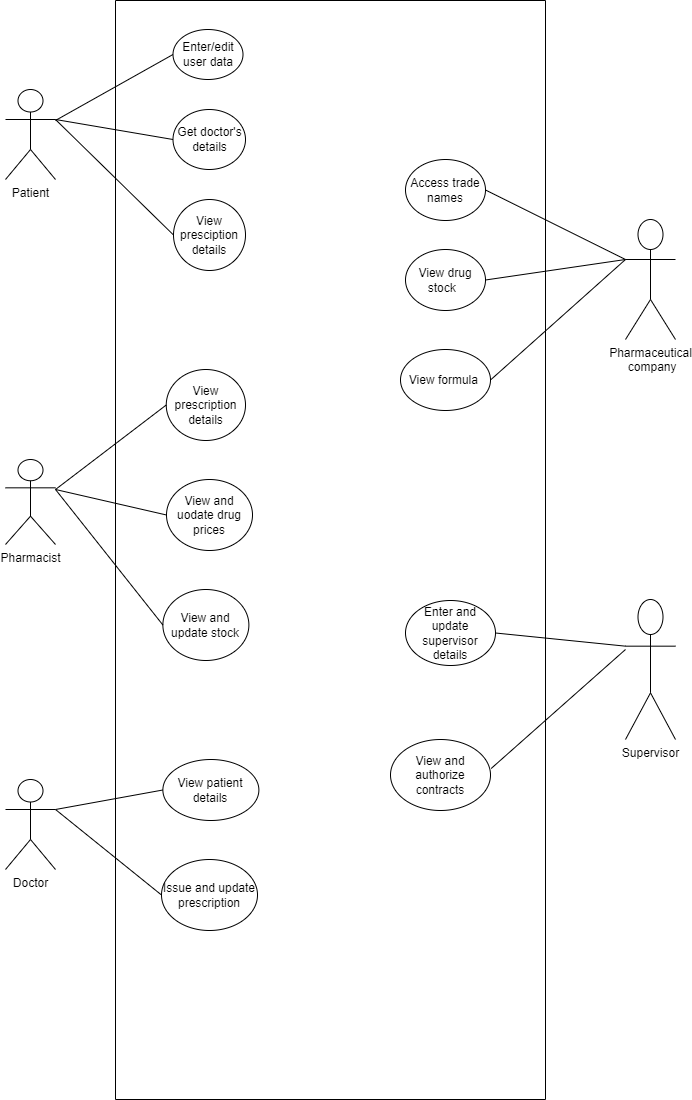 Enter/edit
user data
Get doctor's
details
Patient
View
presciption
details
Access trade
names
View drug
stock
Pharmaceutical
company
View formula
View
prescription
details
View and
uodate drug
prices
Pharmacist
View and
update stock
Enter and
update
supervisor
details
Supervisor
View and
authorize
contracts
View patient
details
Doctor
Issue and update
prescription